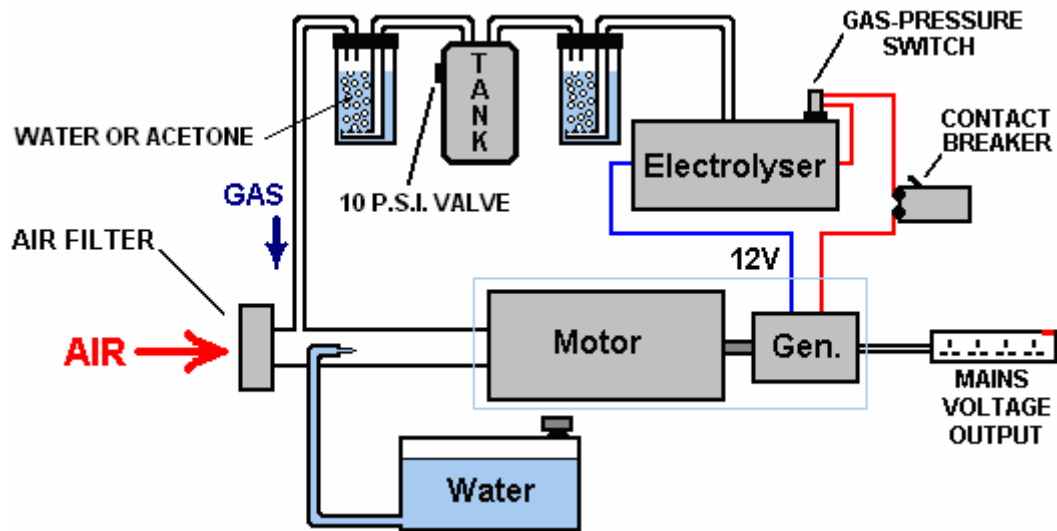 GAS-PRESSURE
SWITCH
T
A
N
K
WATER OR ACETONE
CONTACT
BREAKER
Electrolyser
GAS
10 P.S.I. VALVE
AIR FILTER
12V
AIR
Motor
Gen.
MAINS
VOLTAGE
OUTPUT
Water